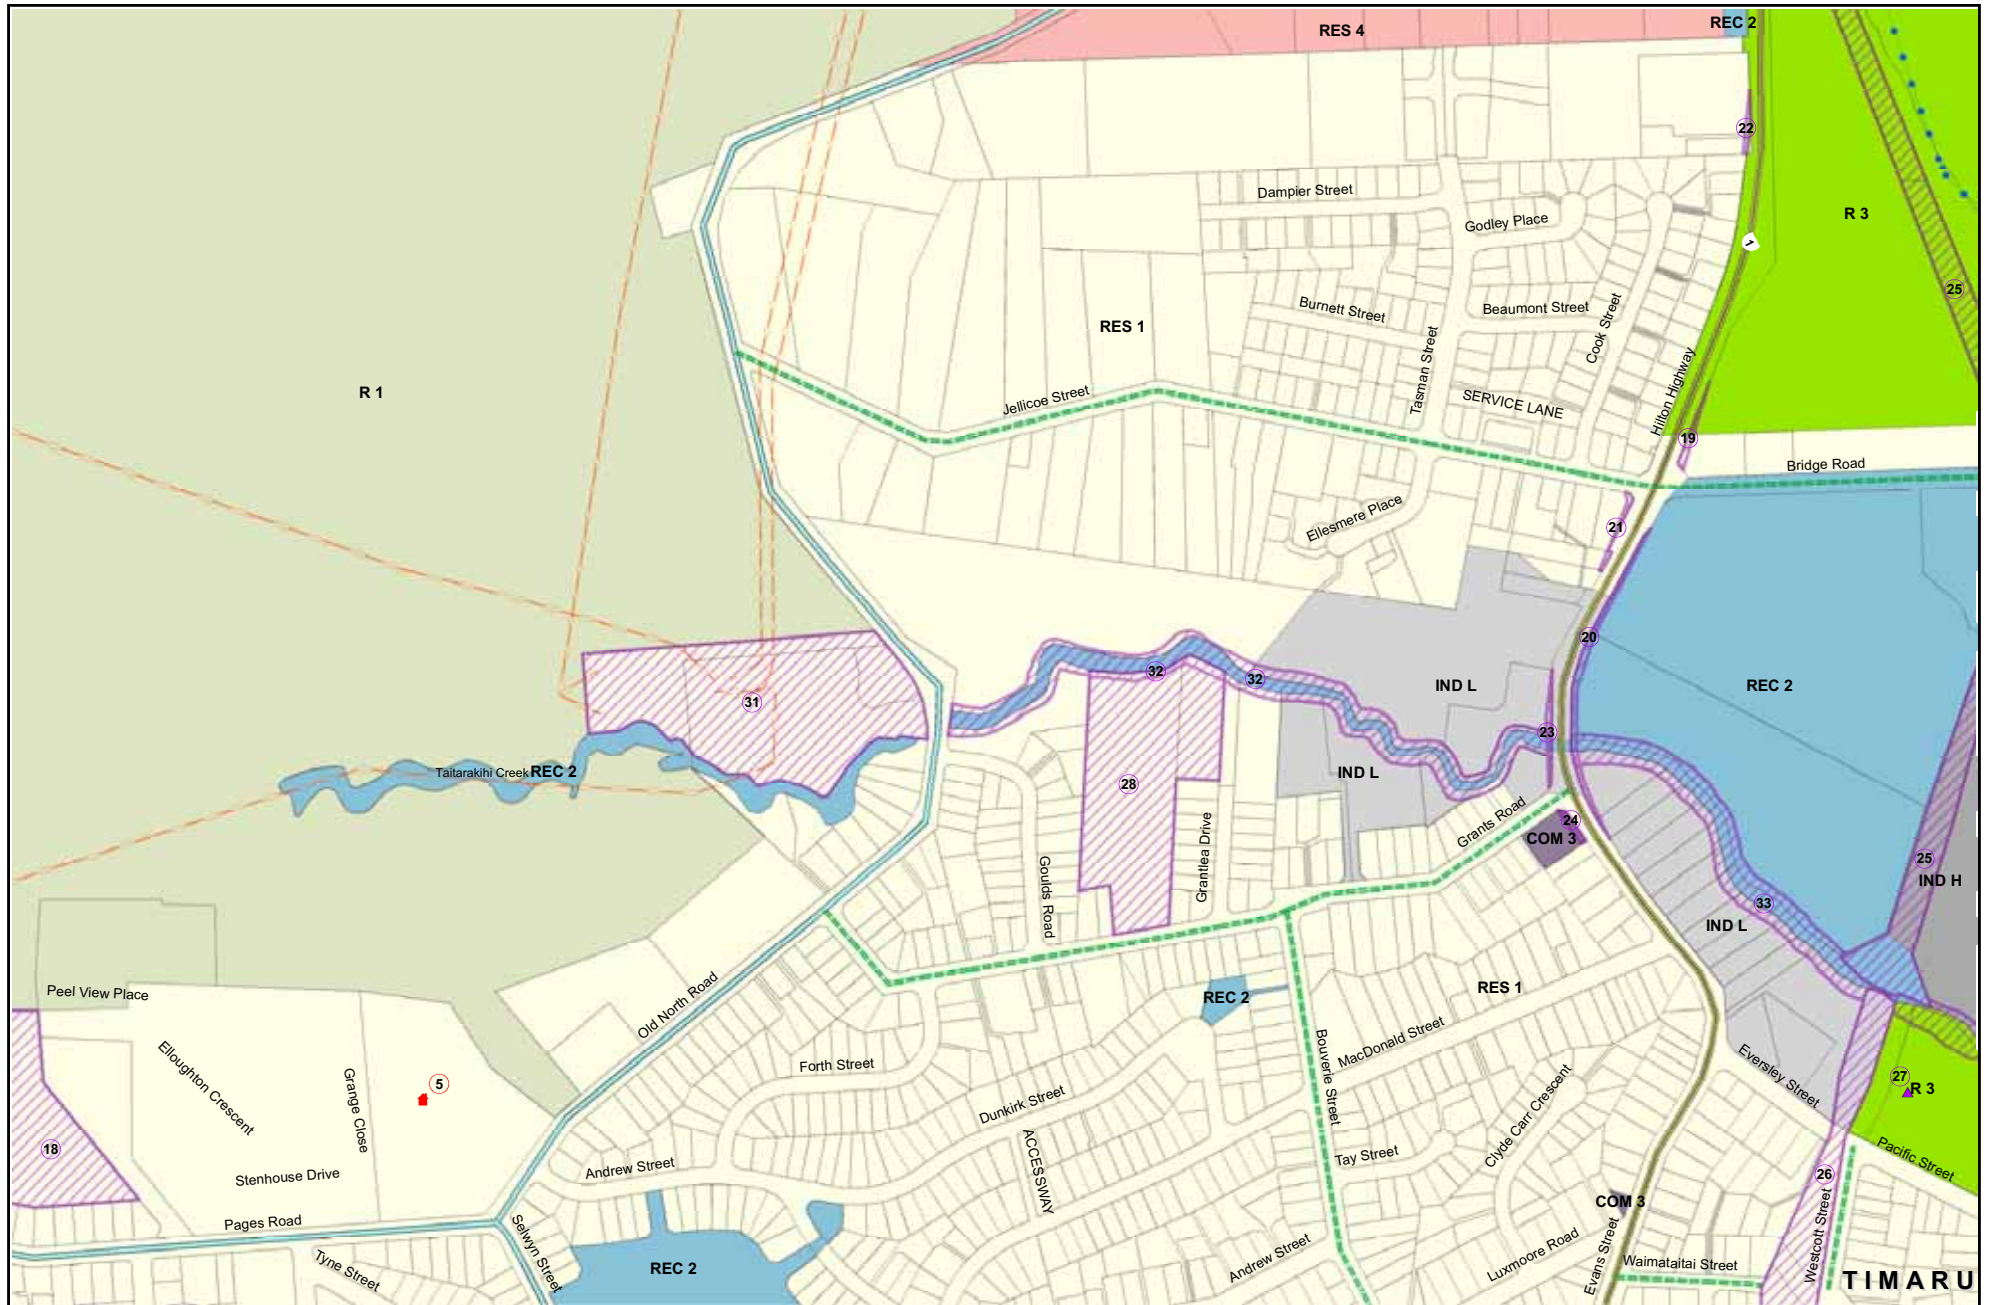 RES 4
REC 2
22
Dampier Street
Godley Place
R 3
1
25
Burnett Street
Beaumont Street
Cook Street
RES 1
Tasman Street
Hilton Highway
R 1
Jellicoe Street
SERVICE LANE
19
Bridge Road
Ellesmere Place
21
20
32
32
31
IND L
REC 2
23
Taitarakihi Creek
REC 2
IND L
28
Grants Road
24
COM 3
Grantlea Drive
Goulds Road
25
IND H
33
IND L
Peel View Place
Old North Road
REC 2
RES 1
Bouverie Street
MacDonald Street
Elloughton Crescent
Grange Close
5
Forth Street
Dunkirk Street
Clyde Carr Crescent
Eversley Street
27
R 3
18
ACCESSWAY
Tay Street
Pacific Street
Stenhouse Drive
Andrew Street
26
COM 3
Pages Road
Selwyn Street
Tyne Street
REC 2
Andrew Street
Luxmoore Road
Evans Street
Waimataitai Street
Westcott Street
TIMARU